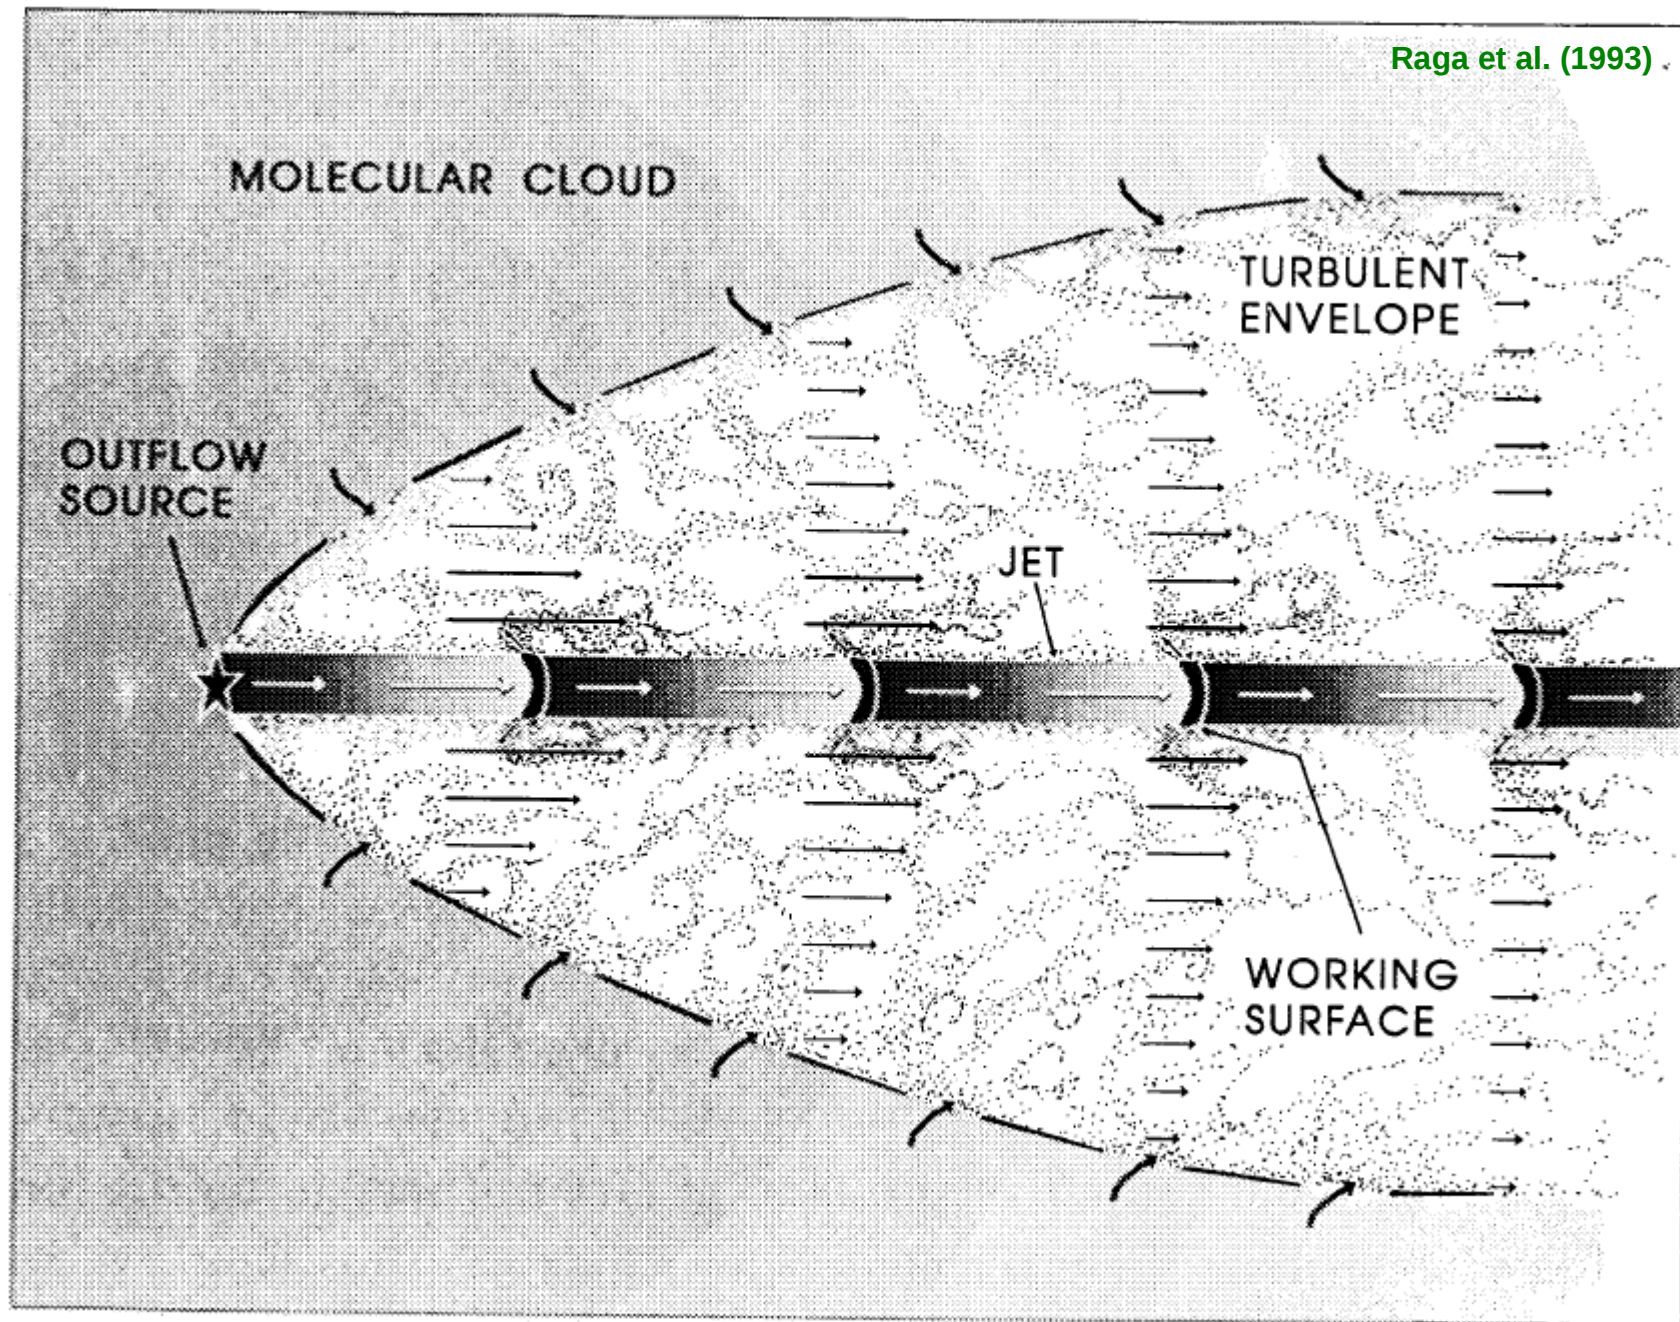 Raga et al. (1993)
MOLECULAR CLOUD
TURBULENT
ENVELOPE
OUTFLOW
SOURCE
JET
WORKING
SURFACE